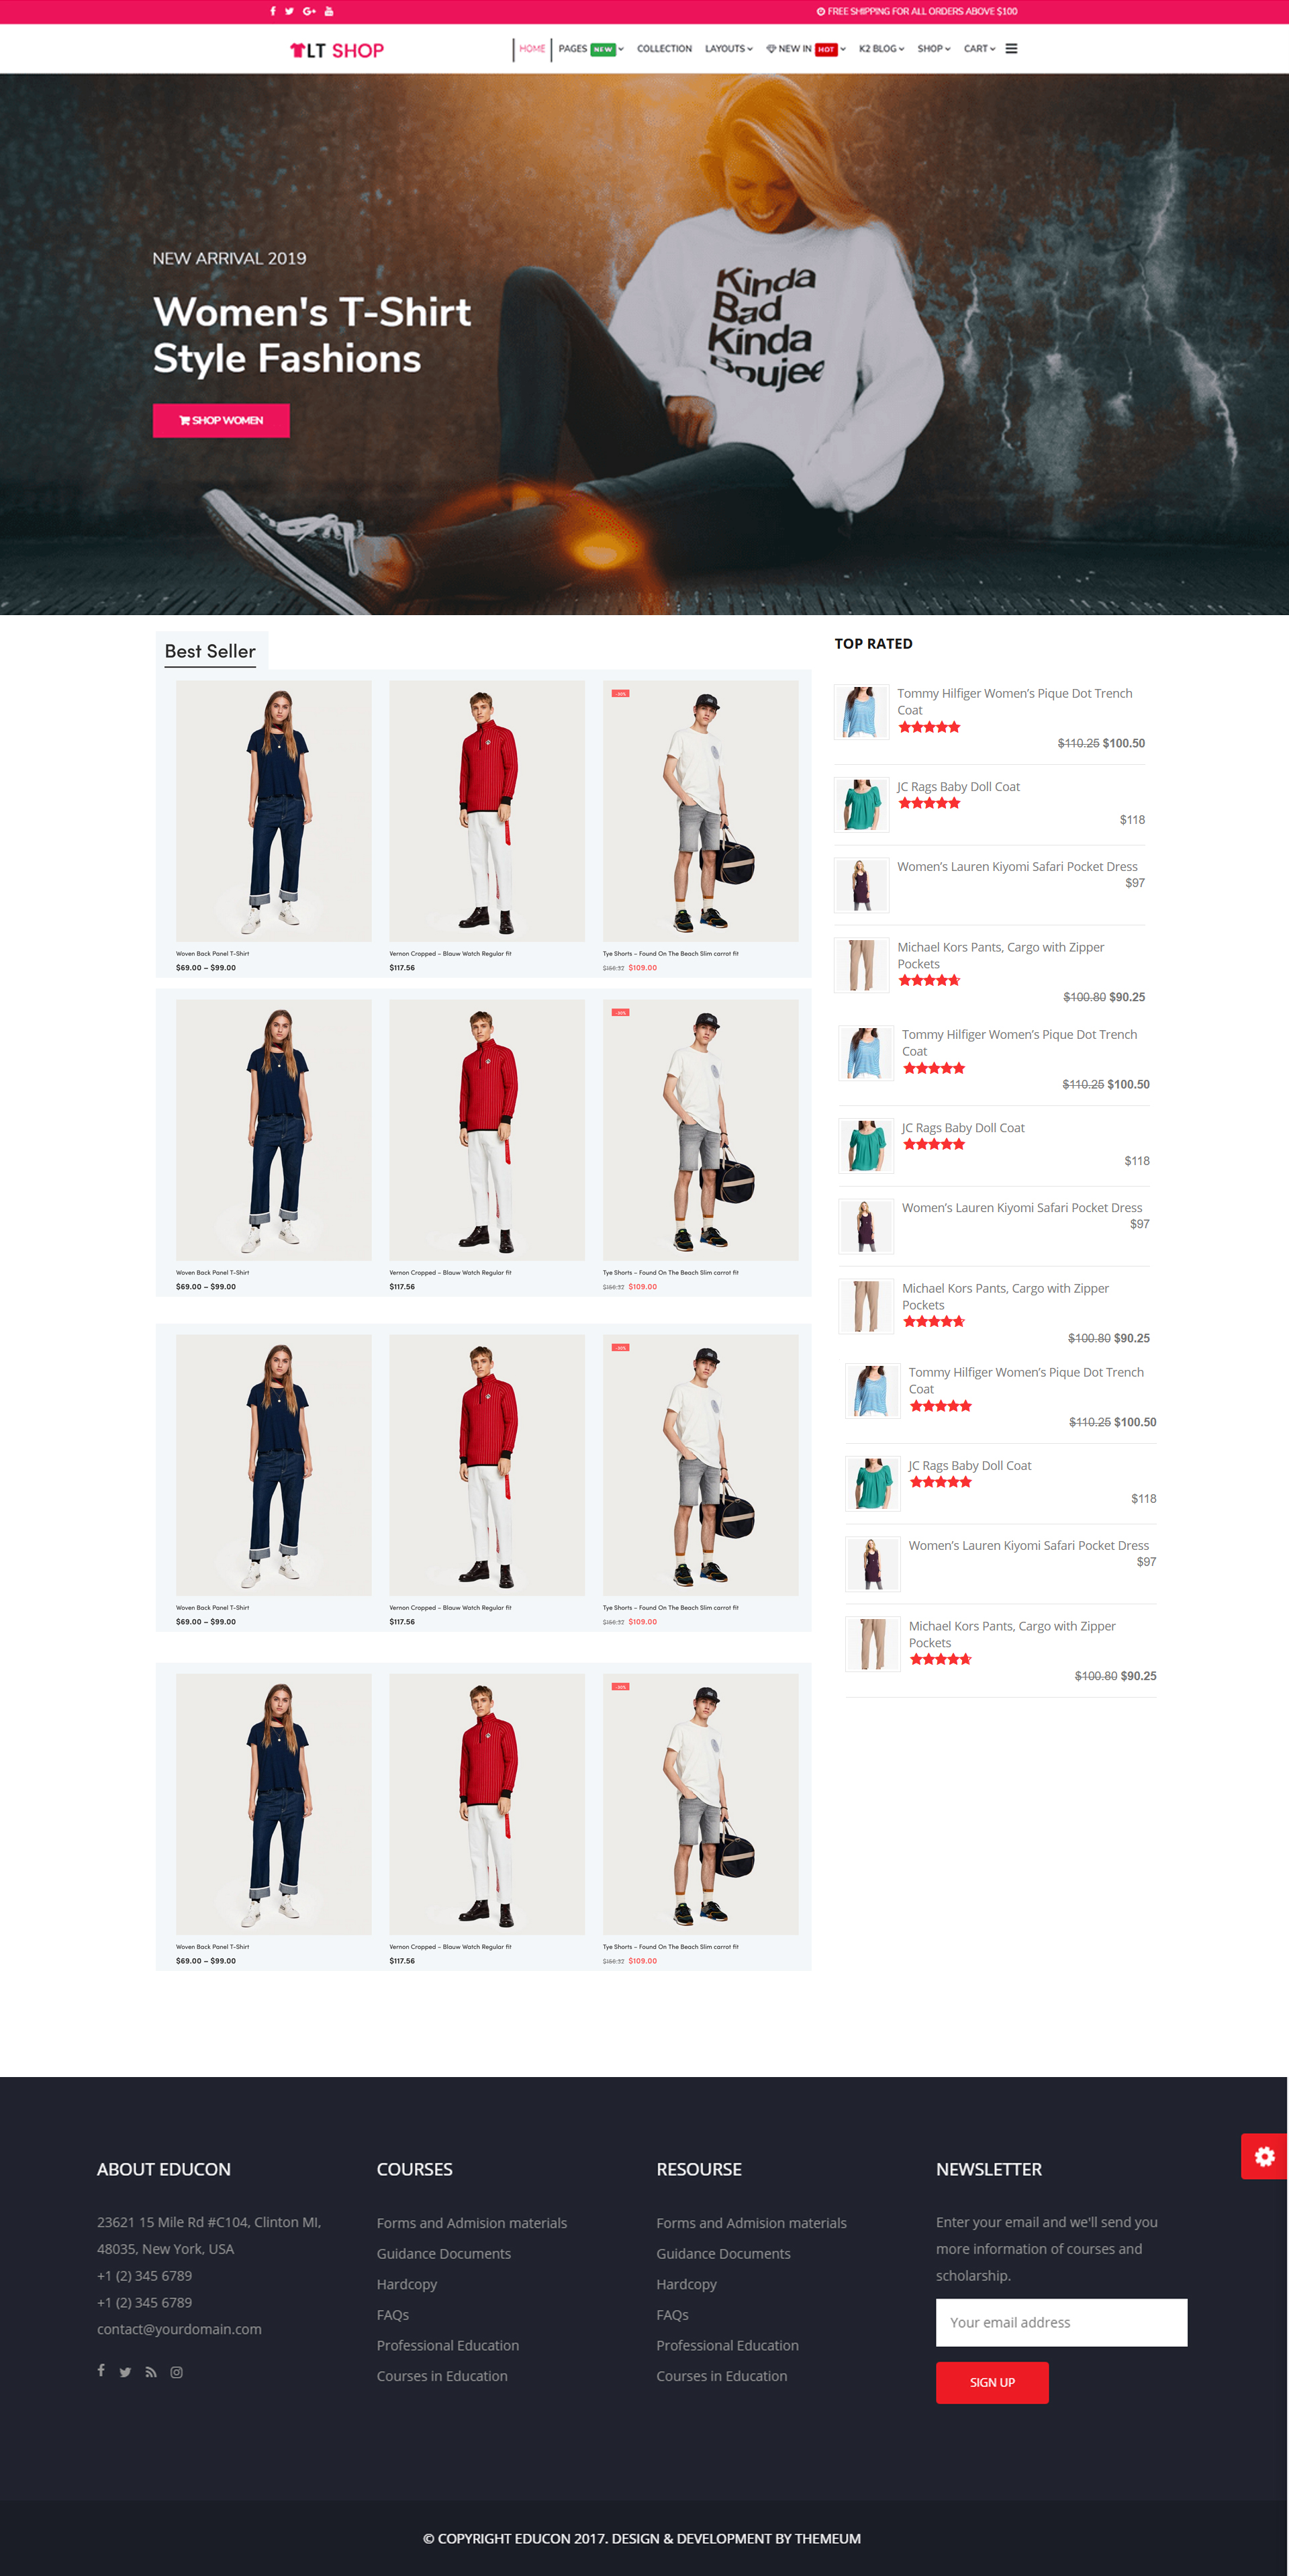 FREE SHIPPING FOR ALL ORDERS ABOVE $100
LT SHOP
HOME PAGES NEW COLLECTION LAYOUTS NEW IN HOT K2 BLOG SHOP CART
NEW ARRIVAL 2019
Women's T-Shirt
Style Fashions
SHOP WOMEN
Kinda
Bad
Kinda
Boujee
Best Seller
Woven Back Panel T-Shirt
$69.00 – $99.00
Vernon Cropped – Blauw Watch Regular fit
$117.56
Tye Shorts – Found On The Beach Slim carrot fit
$109.00
Woven Back Panel T-Shirt
$69.00 – $99.00
Vernon Cropped – Blauw Watch Regular fit
$117.56
Tye Shorts – Found On The Beach Slim carrot fit
$109.00
Woven Back Panel T-Shirt
$69.00 – $99.00
Vernon Cropped – Blauw Watch Regular fit
$117.56
Tye Shorts – Found On The Beach Slim carrot fit
$109.00
Woven Back Panel T-Shirt
$69.00 – $99.00
Vernon Cropped – Blauw Watch Regular fit
$117.56
Tye Shorts – Found On The Beach Slim carrot fit
$109.00
TOP RATED
Tommy Hilfiger Women's Pique Dot Trench
Coat
$110.25 $100.50
JC Rags Baby Doll Coat
$118
Women's Lauren Kiyomi Safari Pocket Dress
$97
Michael Kors Pants, Cargo with Zipper
Pockets
$100.80 $90.25
Tommy Hilfiger Women's Pique Dot Trench
Coat
$110.25 $100.50
JC Rags Baby Doll Coat
$118
Women's Lauren Kiyomi Safari Pocket Dress
$97
Michael Kors Pants, Cargo with Zipper
Pockets
$100.80 $90.25
Tommy Hilfiger Women's Pique Dot Trench
Coat
$110.25 $100.50
JC Rags Baby Doll Coat
$118
Women's Lauren Kiyomi Safari Pocket Dress
$97
Michael Kors Pants, Cargo with Zipper
Pockets
$100.80 $90.25
ABOUT EDUCON
23621 15 Mile Rd #C104, Clinton MI,
48035, New York, USA
+1 (2) 345 6789
+1 (2) 345 6789
contact@yourdomain.com
COURSES
Forms and Admision materials
Guidance Documents
Hardcopy
FAQs
Professional Education
Courses in Education
RESOURSE
Forms and Admision materials
Guidance Documents
Hardcopy
FAQs
Professional Education
Courses in Education
NEWSLETTER
Enter your email and we'll send you
more information of courses and
scholarship.
Your email address
SIGN UP
© COPYRIGHT EDUCON 2017. DESIGN & DEVELOPMENT BY THEMEUM